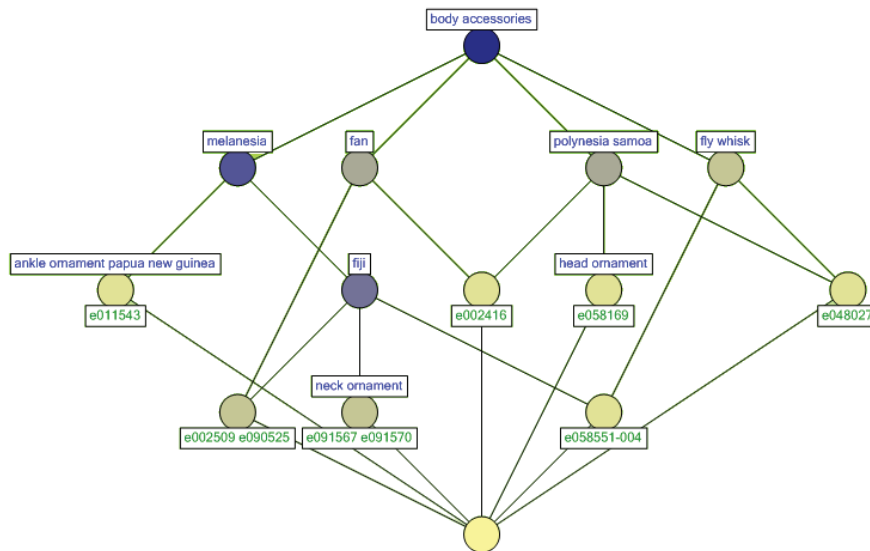 body accessories
melanesia
fan
polynesia samoa
fly whisk
ankle ornament papua new guinea
fiji
head ornament
e011543
e002416
e058169
e048027
neck ornament
e002509 e090525
e091567 e091570
e058551-004